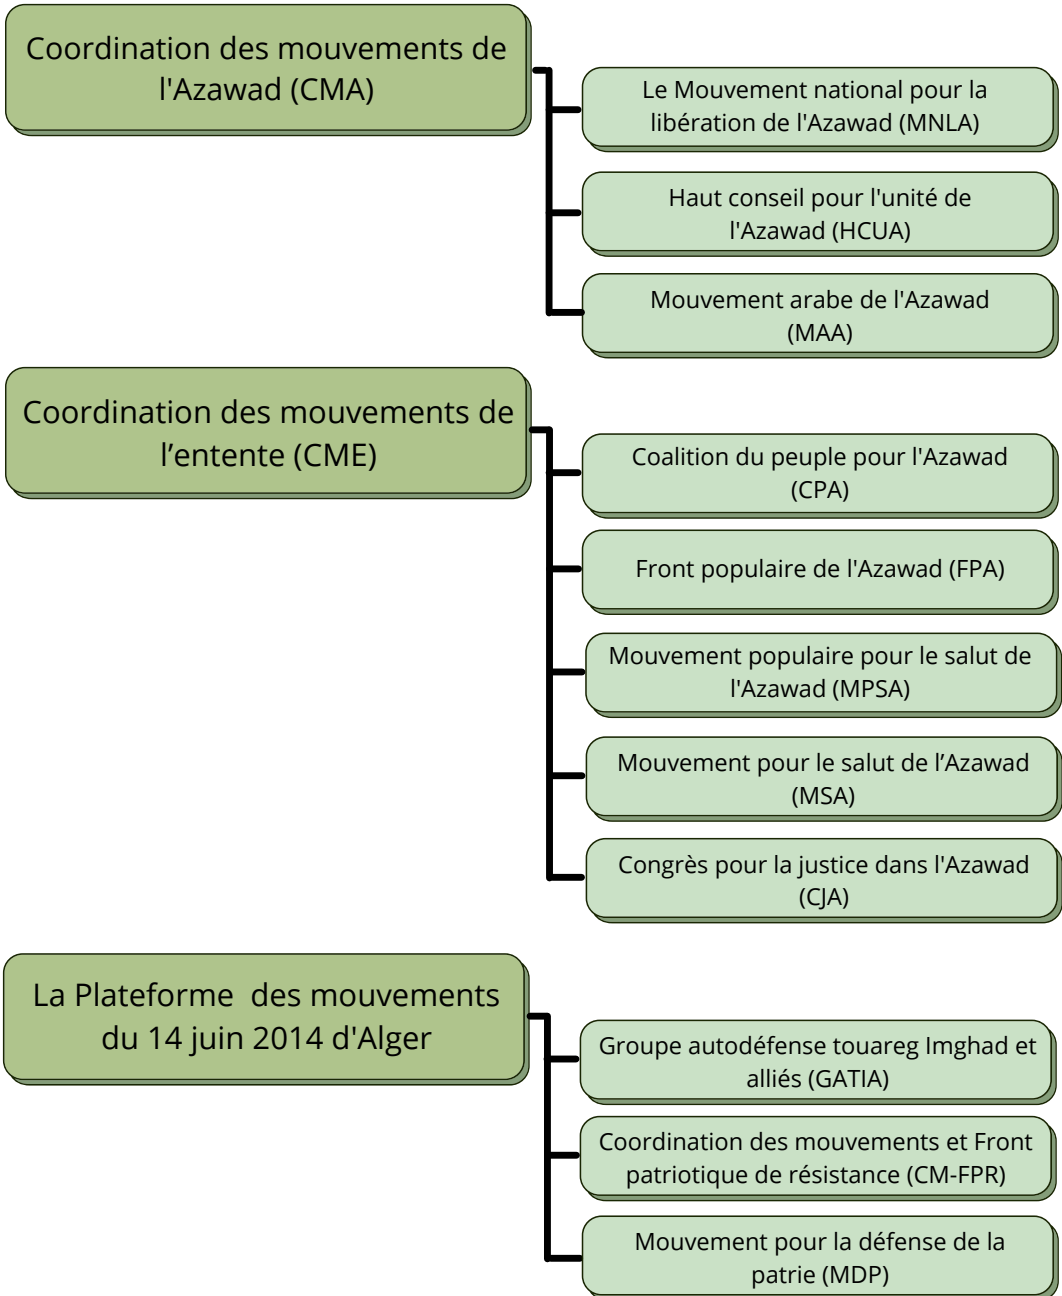 Coordination des mouvements de
l'Azawad (CMA)
Le Mouvement national pour la
libération de l'Azawad (MNLA)
Haut conseil pour l'unité de
l'Azawad (HCUA)
Mouvement arabe de l'Azawad
(MAA)
Coordination des mouvements de
l’entente (CME)
Coalition du peuple pour l'Azawad
(CPA)
Front populaire de l'Azawad (FPA)
Mouvement populaire pour le salut de
l'Azawad (MPSA)
Mouvement pour le salut de l’Azawad
(MSA)
Congrès pour la justice dans l'Azawad
(CJA)
La Plateforme des mouvements
du 14 juin 2014 d'Alger
Groupe autodéfense touareg Imghad et
alliés (GATIA)
Coordination des mouvements et Front
patriotique de résistance (CM-FPR)
Mouvement pour la défense de la
patrie (MDP)